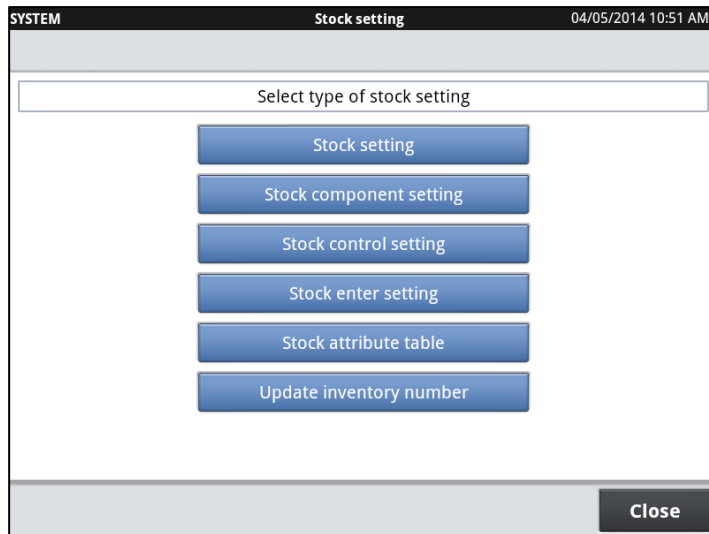 SYSTEM Stock setting 04/05/2014 10:51 AM
Select type of stock setting
Stock setting
Stock component setting
Stock control setting
Stock enter setting
Stock attribute table
Update inventory number
Close